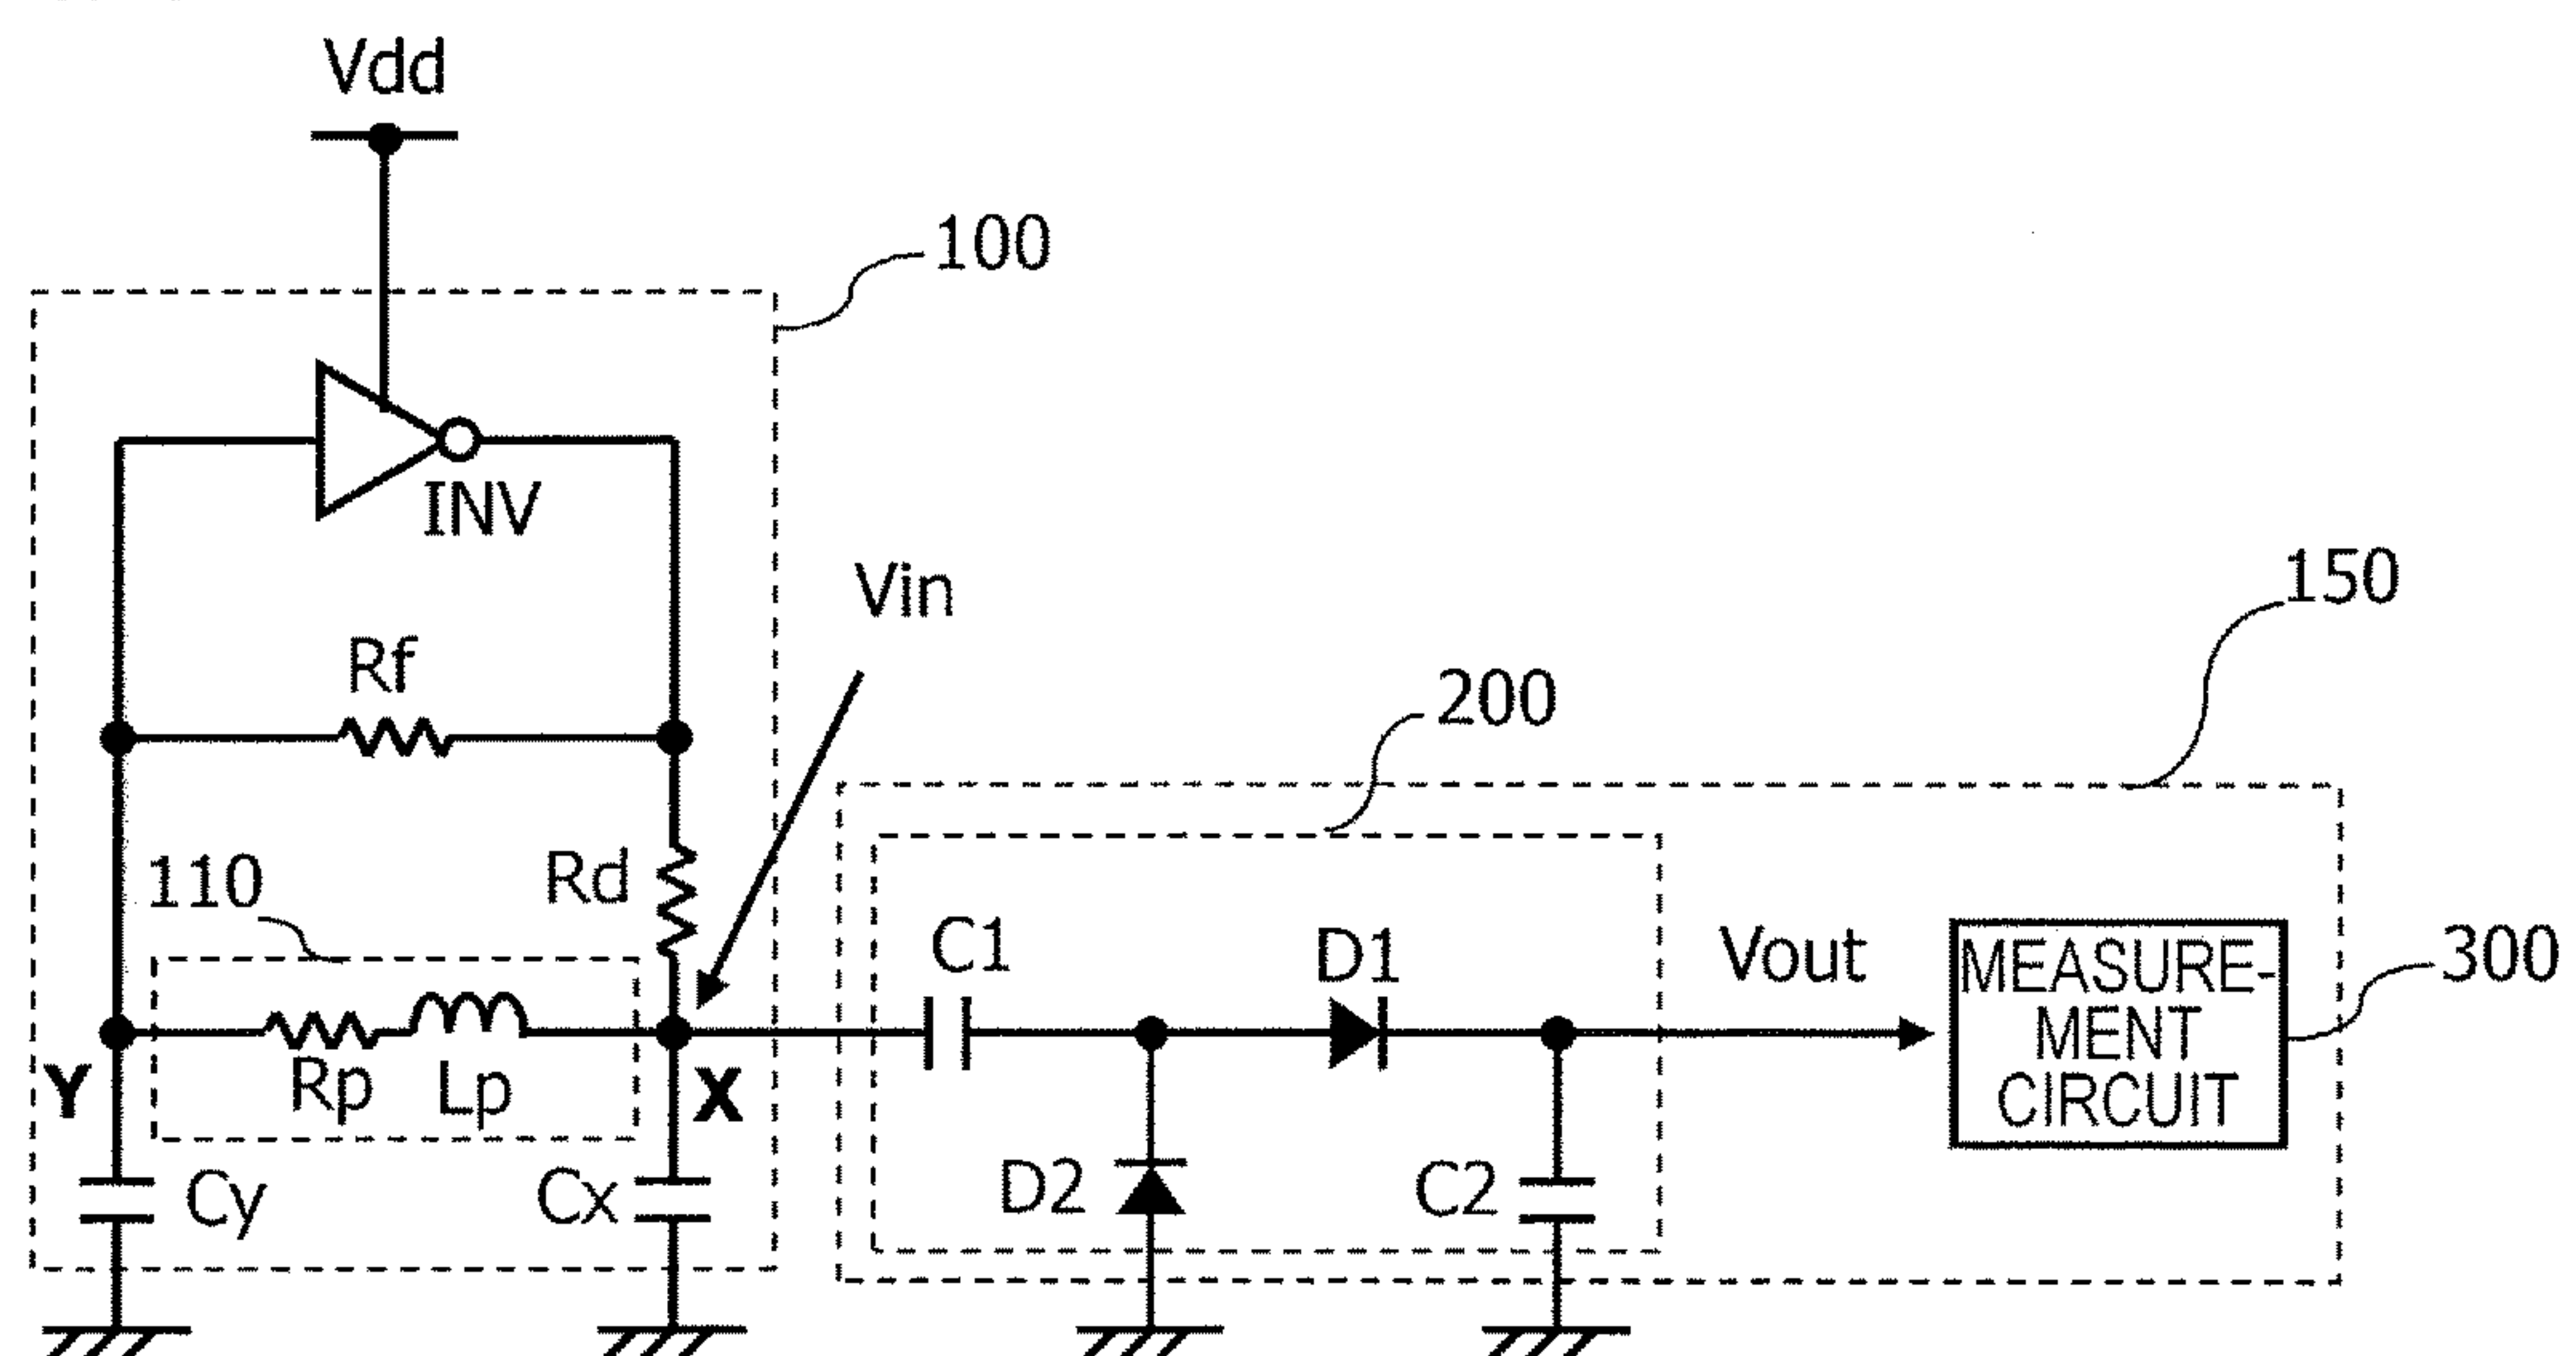 Vdd
100
INV
Vin
150
Rf
200
110
Rd
C1
D1
Vout
MEASURE-
MENT
CIRCUIT
300
Y
Rp
Lp
X
Cy
Cx
D2
C2